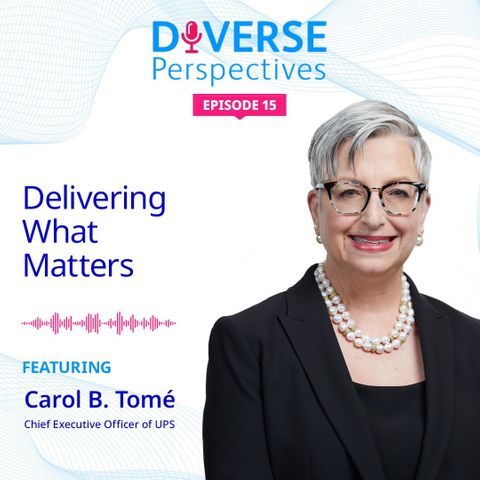 DIVERSE
Perspectives
EPISODE 15
Delivering
What
Matters
FEATURING
Carol B. Tomé
Chief Executive Officer of UPS